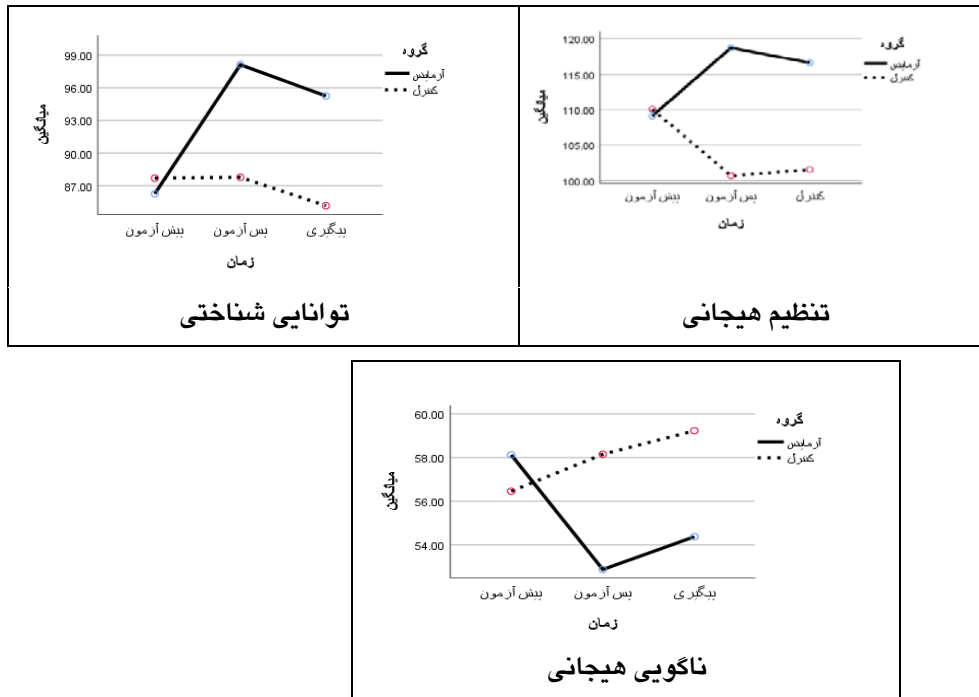 99.00
96.00
93.00
90.00
87.00
میانگین
گروه
آزمایش
کنترل
پیش آزمون
پس آزمون
پیگیری
زمان
توانایی شناختی
120.00
115.00
110.00
105.00
100.00
میانگین
گروه
آزمایش
کنترل
پیش آزمون
پس آزمون
کنترل
زمان
تنظیم هیجانی
60.00
58.00
56.00
54.00
میانگین
گروه
آزمایش
کنترل
پیش آزمون
پس آزمون
پیگیری
زمان
ناگویی هیجانی